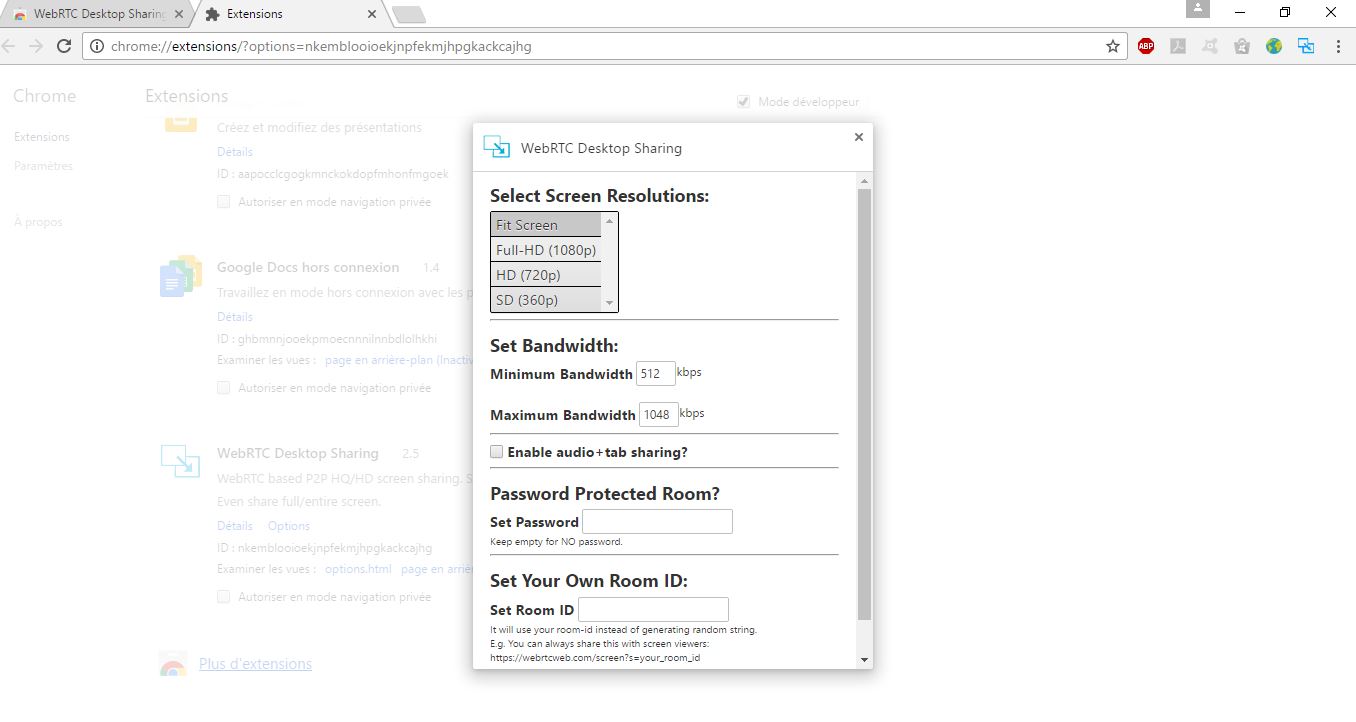 WebRTC Desktop Sharing
Extensions
chrome://extensions/?options=nkemblooioekjnpfekmjhpgkackcajhg
ABP
Chrome
Extensions
Mode développeur
Extensions
Paramètres
À propos
Créez et modifiez des présentations
Détails
ID : aapocclcgogkmnckokdopfmhonfmgoek
Autoriser en mode navigation privée
Google Docs hors connexion 1.4
Travaillez en mode hors connexion avec les p
Détails
ID : ghbmnnjooekpmoecnnnilnnbdlolhkhi
Examiner les vues : page en arrière-plan (Inactiv
Autoriser en mode navigation privée
WebRTC Desktop Sharing 2.5
WebRTC based P2P HQ/HD screen sharing. S
Even share full/entire screen.
Détails Options
ID : nkemblooioekjnpfekmjhpgkackcajhg
Examiner les vues : options.html page en arriè
Autoriser en mode navigation privée
Plus d'extensions
WebRTC Desktop Sharing
Select Screen Resolutions:
Fit Screen
Full-HD (1080p)
HD (720p)
SD (360p)
Set Bandwidth:
Minimum Bandwidth 512 kbps
Maximum Bandwidth 1048 kbps
Enable audio+tab sharing?
Password Protected Room?
Set Password
Keep empty for NO password.
Set Your Own Room ID:
Set Room ID
It will use your room-id instead of generating random string.
E.g. You can always share this with screen viewers:
https://webrtcweb.com/screen?s=your_room_id